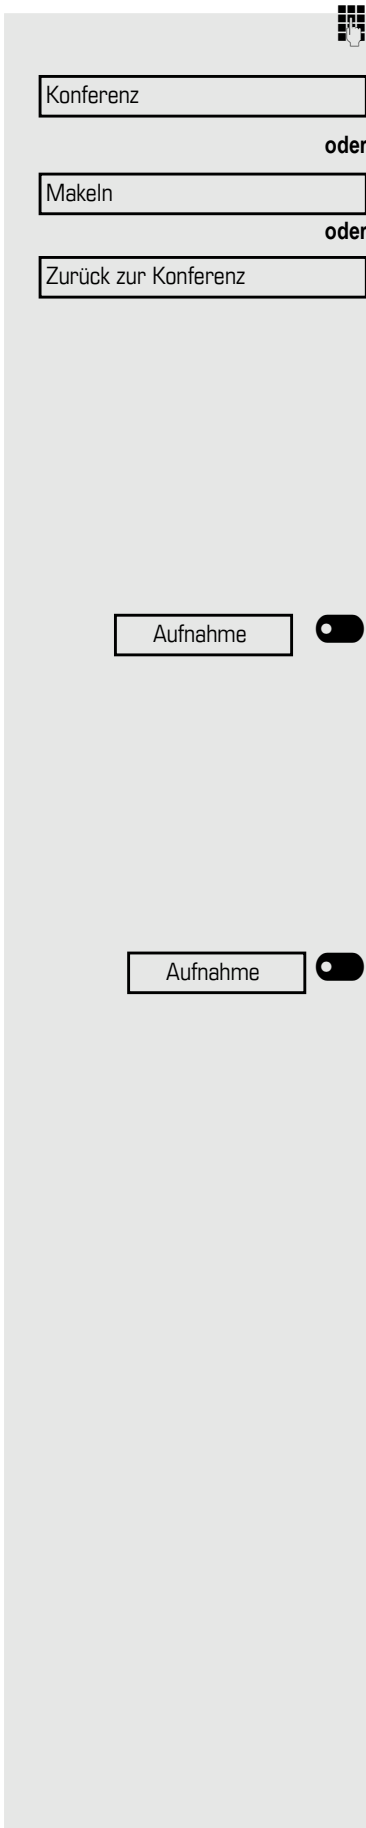 Konferenz
oder
Makeln
oder
Zurück zur Konferenz
Aufnahme
Aufnahme